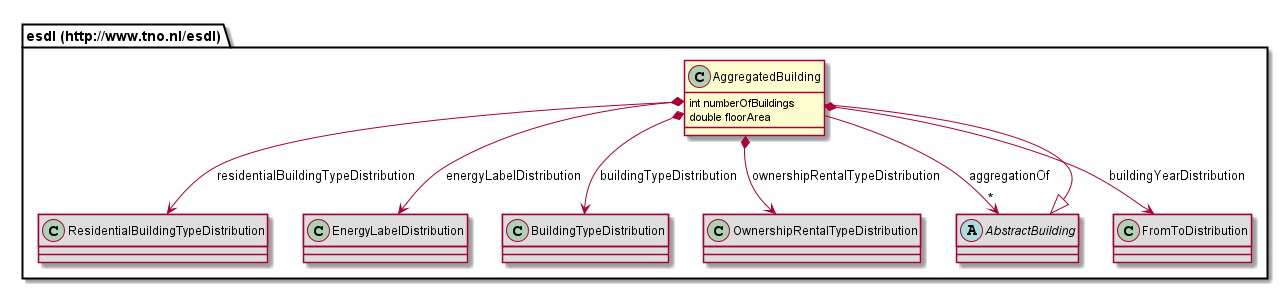 esdl (http://www.tno.nl/esdl)
C AggregatedBuilding
int numberOfBuildings
double floorArea
residentialBuildingTypeDistribution
energyLabelDistribution
buildingTypeDistribution
ownershipRentalTypeDistribution
aggregationOf
*
buildingYearDistribution
C ResidentialBuildingTypeDistribution
C EnergyLabelDistribution
C BuildingTypeDistribution
C OwnershipRentalTypeDistribution
A AbstractBuilding
C FromToDistribution